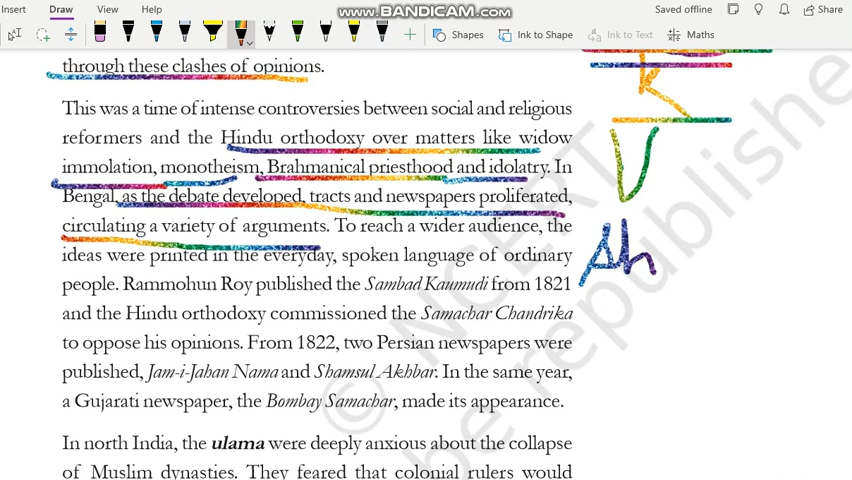 Insert Draw View Help
www.BANDICAM.com
Saved offline
Share
Shapes
Ink to Shape
Ink to Text
Maths
through these clashes of opinions.
This was a time of intense controversies between social and religious
reformers and the Hindu orthodoxy over matters like widow
immolation, monotheism, Brahmanical priesthood and idolatry. In
Bengal, as the debate developed, tracts and newspapers proliferated,
circulating a variety of arguments. To reach a wider audience, the
ideas were printed in the everyday, spoken language of ordinary
people. Rammohun Roy published the Sambad Kaumudi from 1821
and the Hindu orthodoxy commissioned the Samachar Chandrika
to oppose his opinions. From 1822, two Persian newspapers were
published, Jam-i-Jahan Nama and Shamsul Akhbar. In the same year,
a Gujarati newspaper, the Bombay Samachar, made its appearance.
In north India, the ulama were deeply anxious about the collapse
of Muslim dynasties. They feared that colonial rulers would
k
V
Sh
© NCERT
be republishe